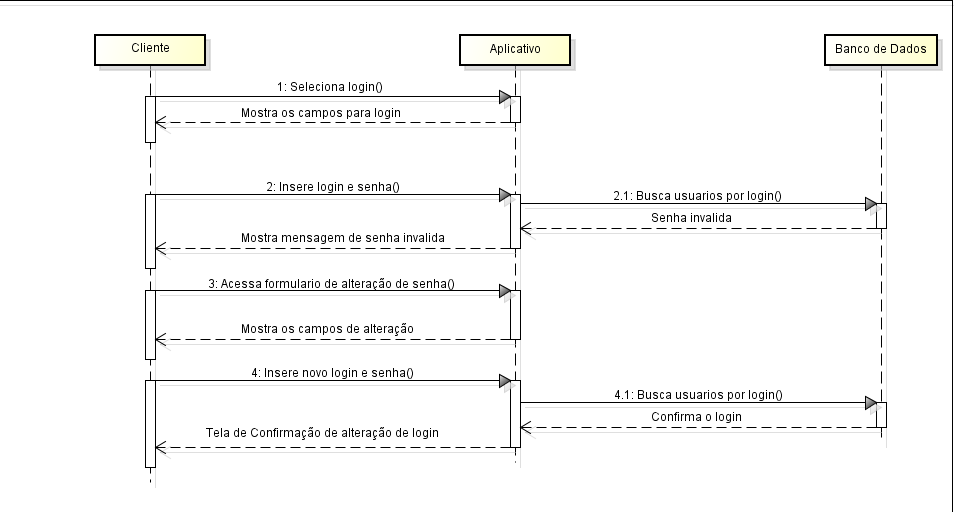 Cliente
Aplicativo
Banco de Dados
1: Seleciona login()
Mostra os campos para login
2: Insere login e senha()
2.1: Busca usuarios por login()
Senha invalida
Mostra mensagem de senha invalida
3: Acessa formulario de alteração de senha()
Mostra os campos de alteração
4: Insere novo login e senha()
4.1: Busca usuarios por login()
Confirma o login
Tela de Confirmação de alteração de login